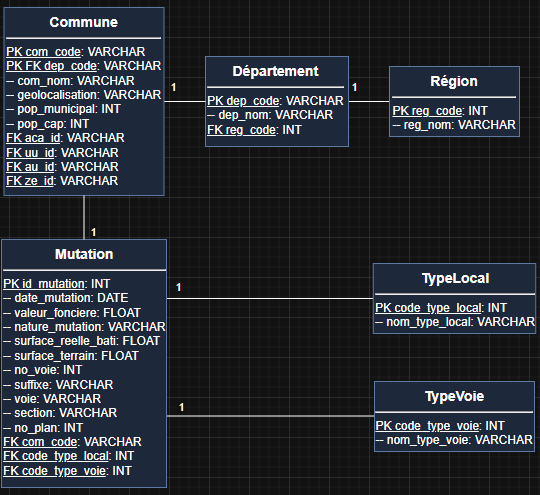 Commune
PK com_code: VARCHAR
PK FK dep_code: VARCHAR
-- com_nom: VARCHAR
-- geolocalisation: VARCHAR
-- pop_municipal: INT
-- pop_cap: INT
FK aca_id: VARCHAR
FK uu_id: VARCHAR
FK au_id: VARCHAR
FK ze_id: VARCHAR
1
Département
PK dep_code: VARCHAR
-- dep_nom: VARCHAR
FK reg_code: INT
1
Région
PK reg_code: INT
-- reg_nom: VARCHAR
1
Mutation
PK id_mutation: INT
-- date_mutation: DATE
-- valeur_fonciere: FLOAT
-- nature_mutation: VARCHAR
-- surface_reelle_bati: FLOAT
-- surface_terrain: FLOAT
-- no_voie: INT
-- suffixe: VARCHAR
-- voie: VARCHAR
-- section: VARCHAR
-- no_plan: INT
FK com_code: VARCHAR
FK code_type_local: INT
FK code_type_voie: INT
1
TypeLocal
PK code_type_local: INT
-- nom_type_local: VARCHAR
1
TypeVoie
PK code_type_voie: INT
-- nom_type_voie: VARCHAR